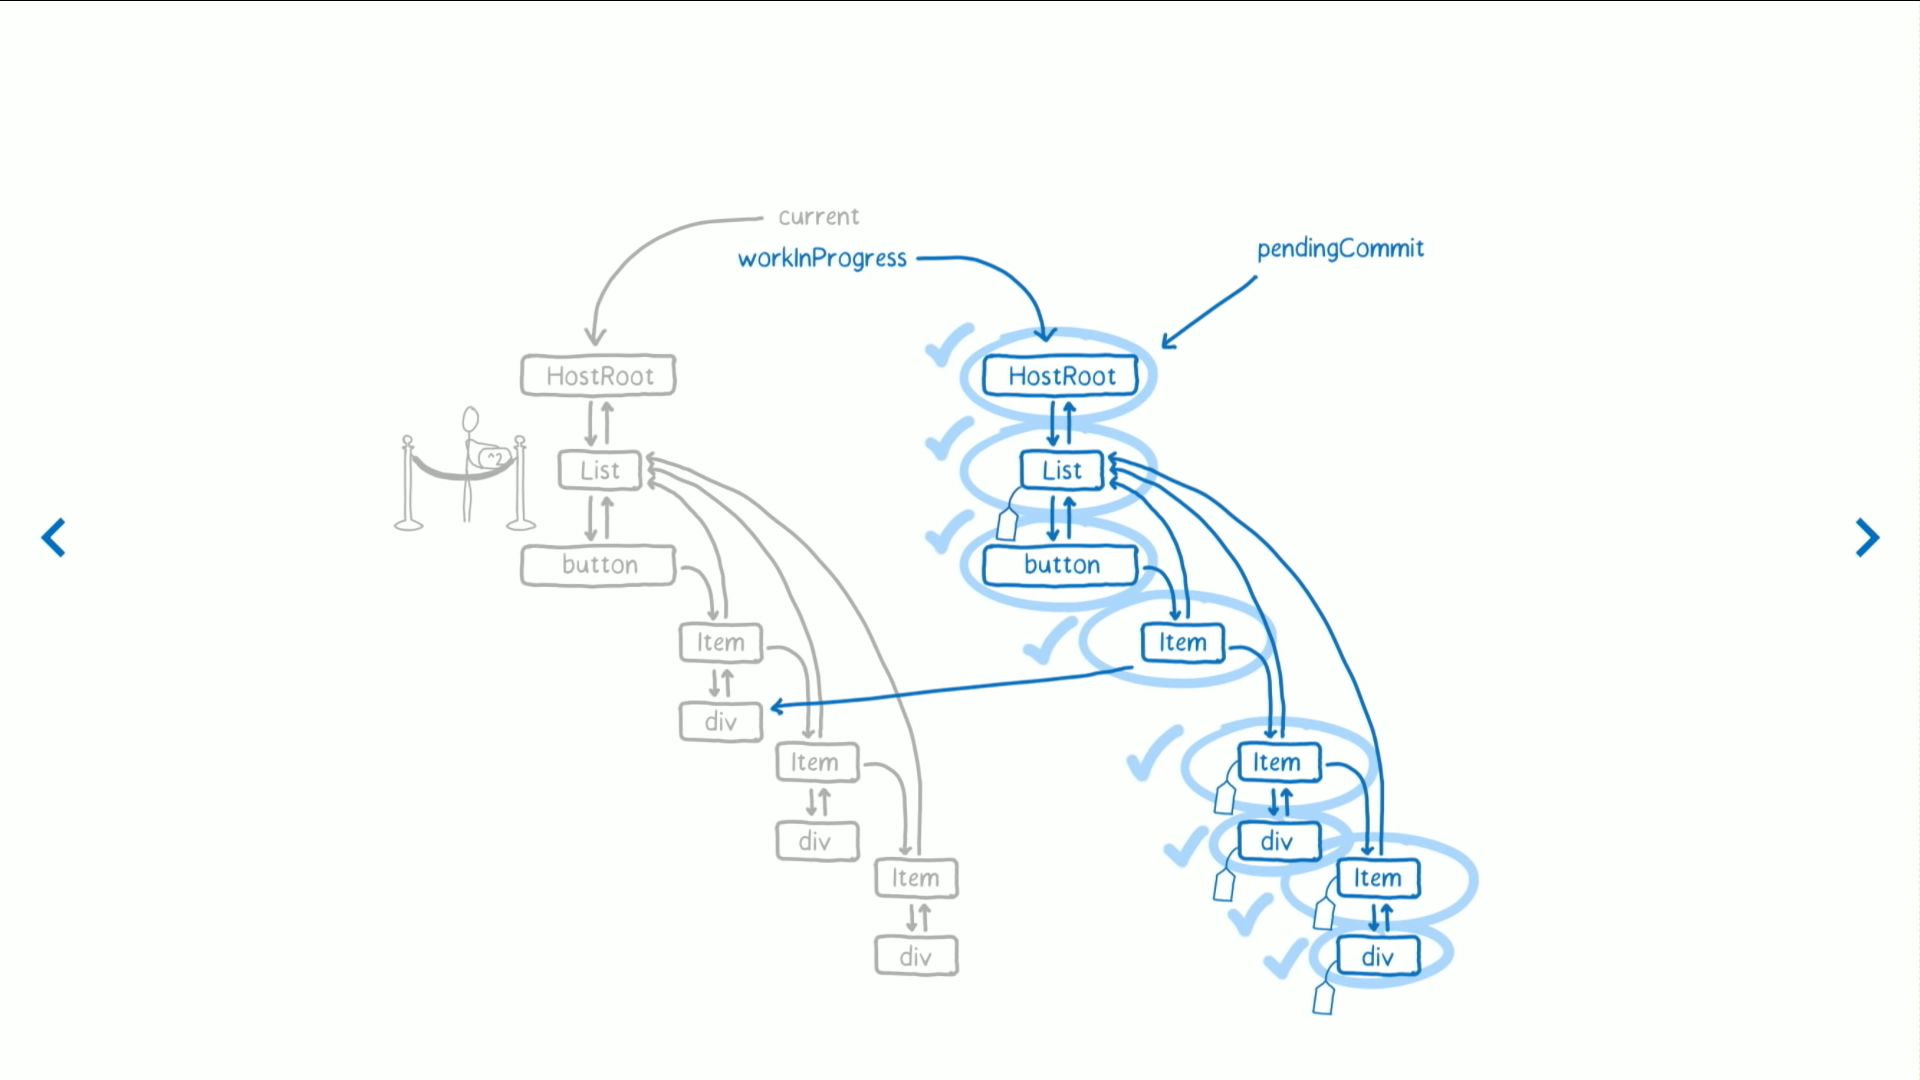 current
workInProgress
pendingCommit
HostRoot
HostRoot
^2
List
List
button
button
Item
Item
div
Item
Item
div
div
Item
Item
div
div